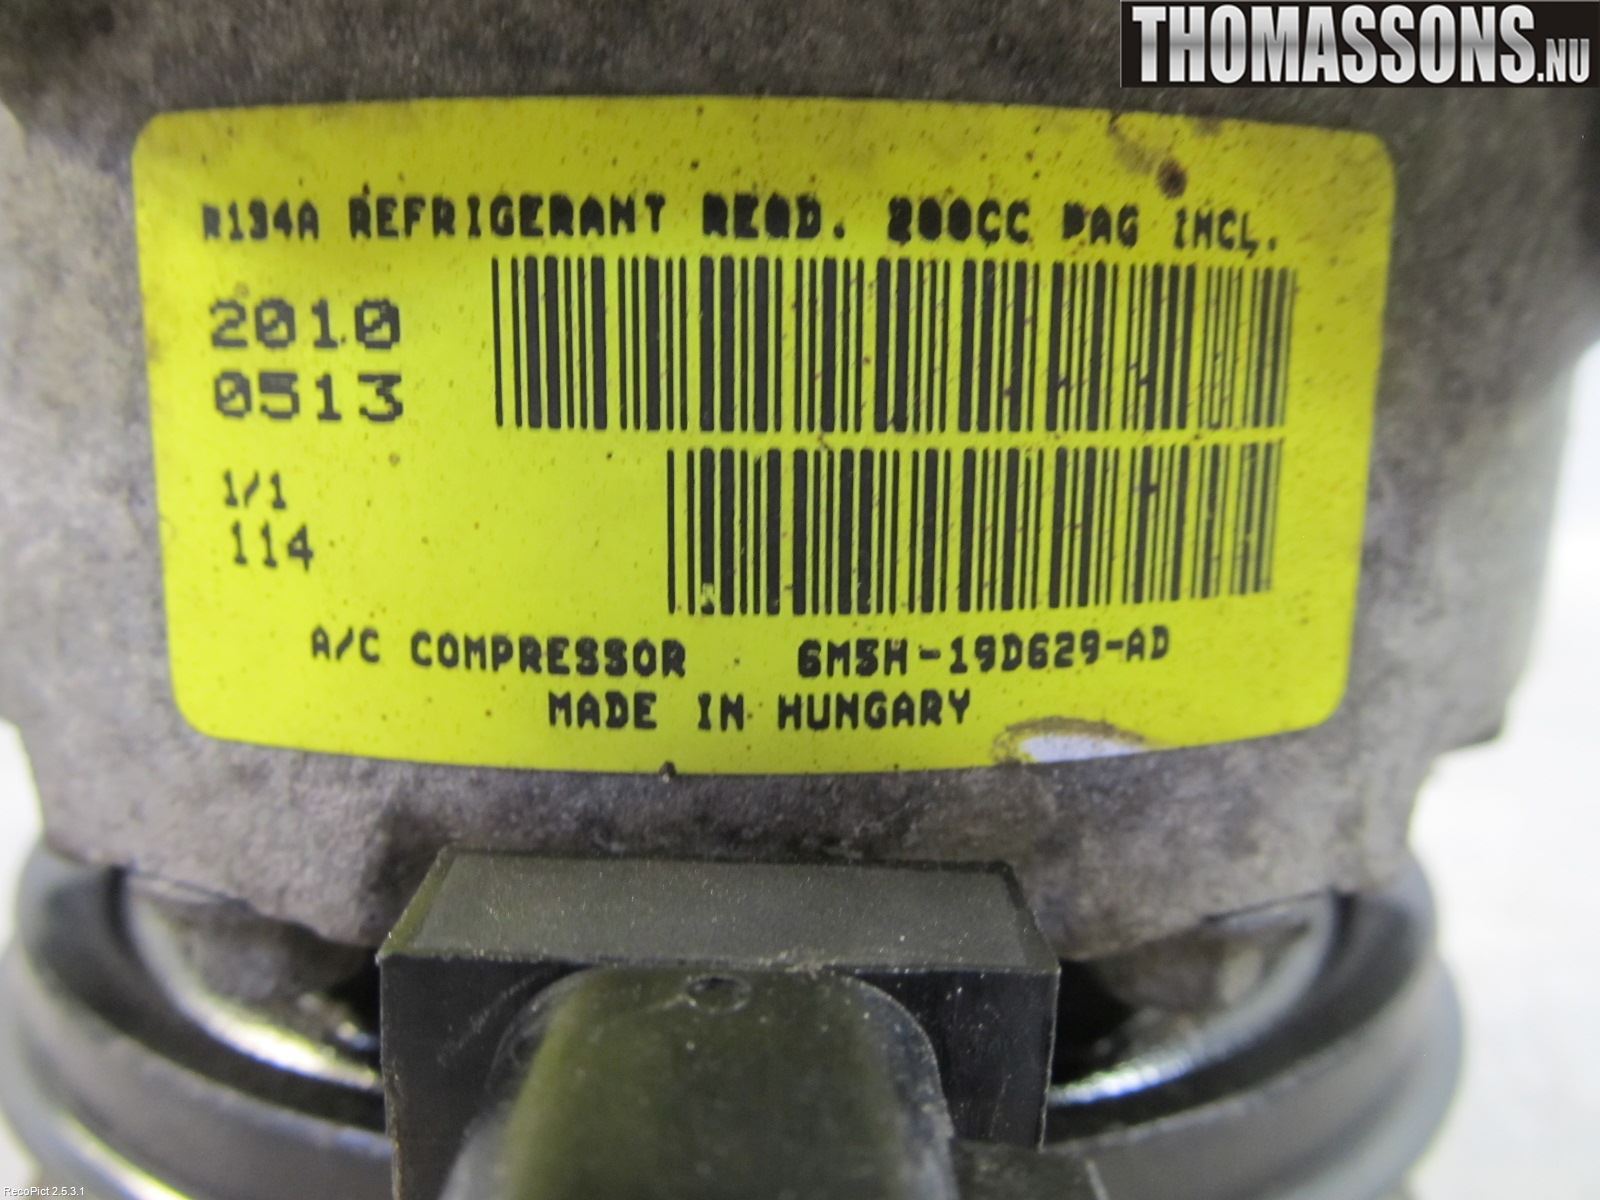 THOMASSONS.NU
R134A REFRIGERANT REQD. 200CC PAG INCL.
2010
0513
1/1
114
A/C COMPRESSOR 6M5H-19D629-AD
MADE IN HUNGARY
RecoPict 2.5.3.1